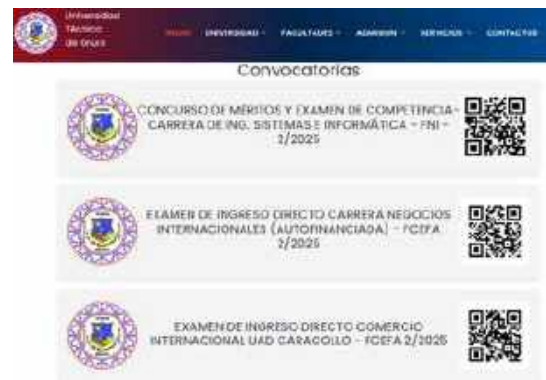 Universidad
Técnica
de Oruro
INICIO UNIVERSIDAD FACULTADES ADMISION SERVICIOS CONTACTOS
Convocatorias
CONCURSO DE MÉRITOS Y EXAMEN DE COMPETENCIA-
CARRERA DE ING. SISTEMAS E INFORMÁTICA - FNI -
2/2025
EXAMEN DE INGRESO DIRECTO CARRERA NEGOCIOS
INTERNACIONALES (AUTOFINANCIADA) - FCEFA
2/2025
EXAMEN DE INGRESO DIRECTO COMERCIO
INTERNACIONAL UAD CARACOLLO - FCEFA 2/2025